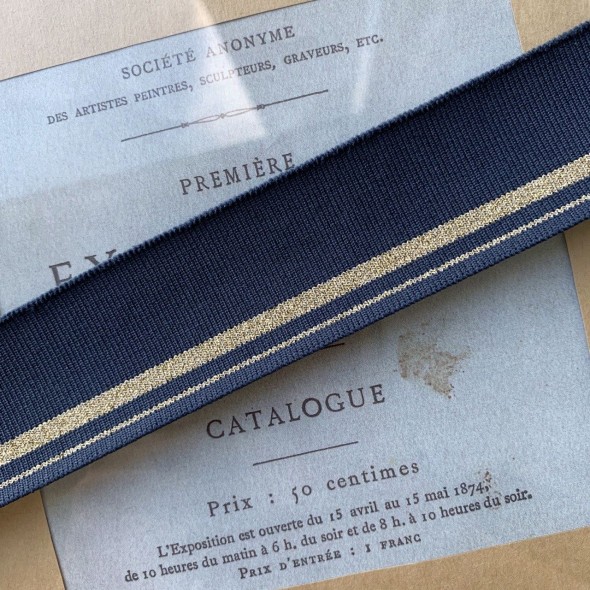 SOCIÉTÉ ANONYME
DES ARTISTES PEINTRES, SCULPTEURS, GRAVEURS, ETC.
PREMIÈRE
CATALOGUE
Prix : 50 centimes
L'Exposition est ouverte du 15 avril au 15 mai 1874,
de 10 heures du matin à 6 h. du soir et de 8 h. à 10 heures du soir.
PRIX D'ENTRÉE : 1 FRANC